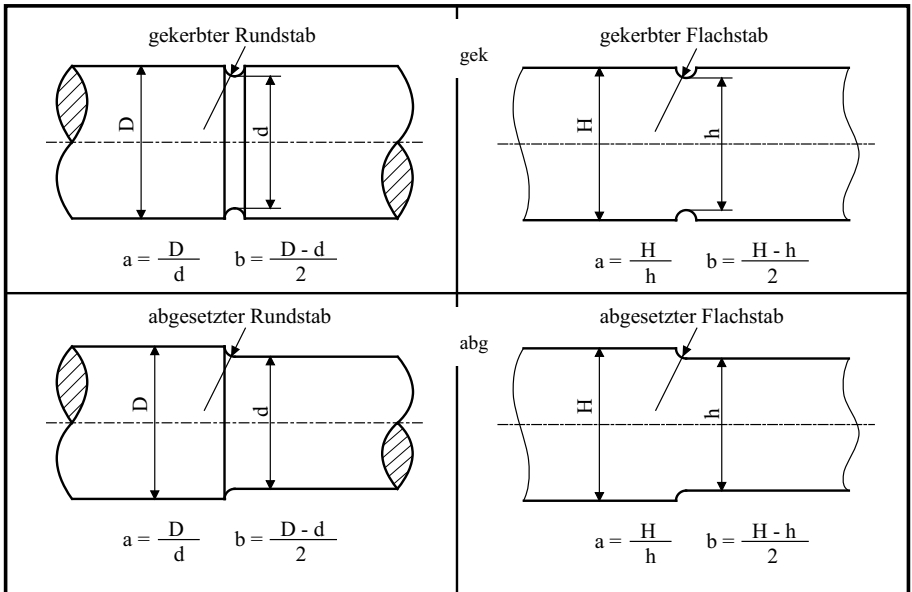 gekerbter Rundstab
gek
gekerbter Flachstab
D
d
H
h
a = D / d b = D - d / 2
a = H / h b = H - h / 2
abgesetzter Rundstab
abg
abgesetzter Flachstab
D
d
H
h
a = D / d b = D - d / 2
a = H / h b = H - h / 2